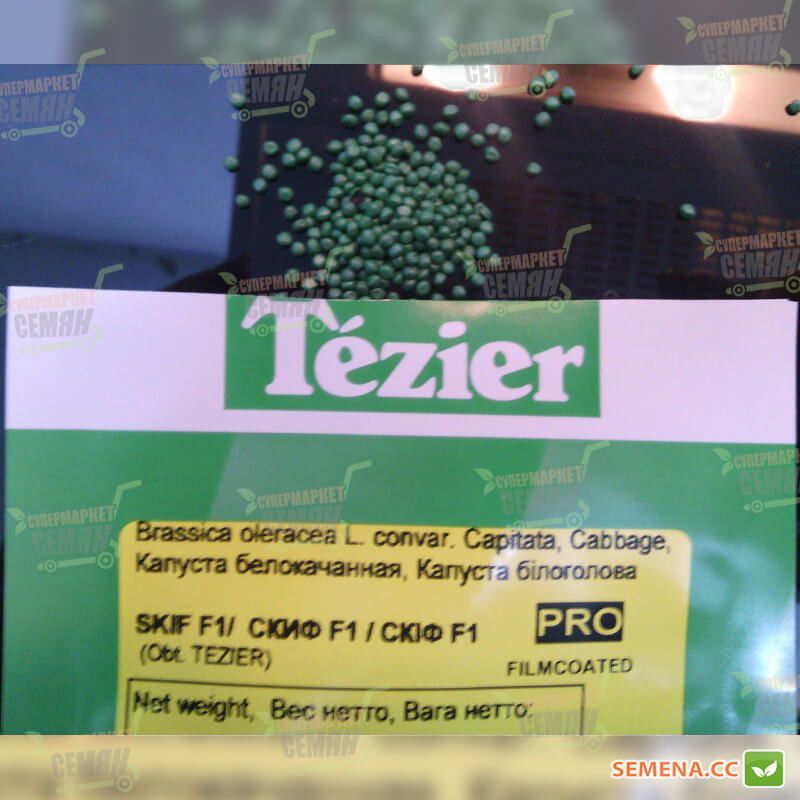 Tézier
Brassica oleracea L. convar. Capitata, Cabbage,
Капуста белокачанная, Капуста білоголова
SKIF F1/ СКИФ F1 / СКІФ F1
PRO
(Obt. TEZIER)
FILMCOATED
Net weight, Вес нетто, Вага нетто:
СУПЕРМАРКЕТ
СЕМЯН
SEMENA.CC